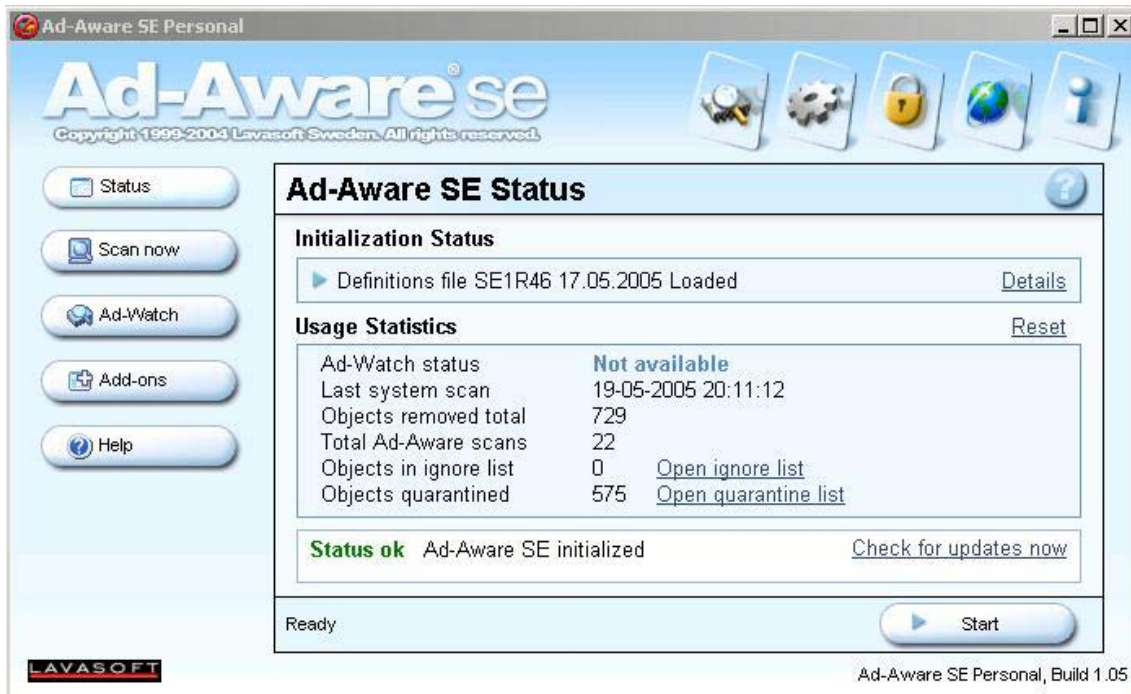 Ad-Aware SE Personal
Ad-Aware® se
Copyright 1999-2004 Lavasoft Sweden. All rights reserved.
Status
Scan now
Ad-Watch
Add-ons
Help
Ad-Aware SE Status
Initialization Status
Definitions file SE1R46 17.05.2005 Loaded Details
Usage Statistics Reset
Ad-Watch status Not available
Last system scan 19-05-2005 20:11:12
Objects removed total 729
Total Ad-Aware scans 22
Objects in ignore list 0 Open ignore list
Objects quarantined 575 Open quarantine list
Status ok Ad-Aware SE initialized Check for updates now
Ready Start
LAVASOFT
Ad-Aware SE Personal, Build 1.05